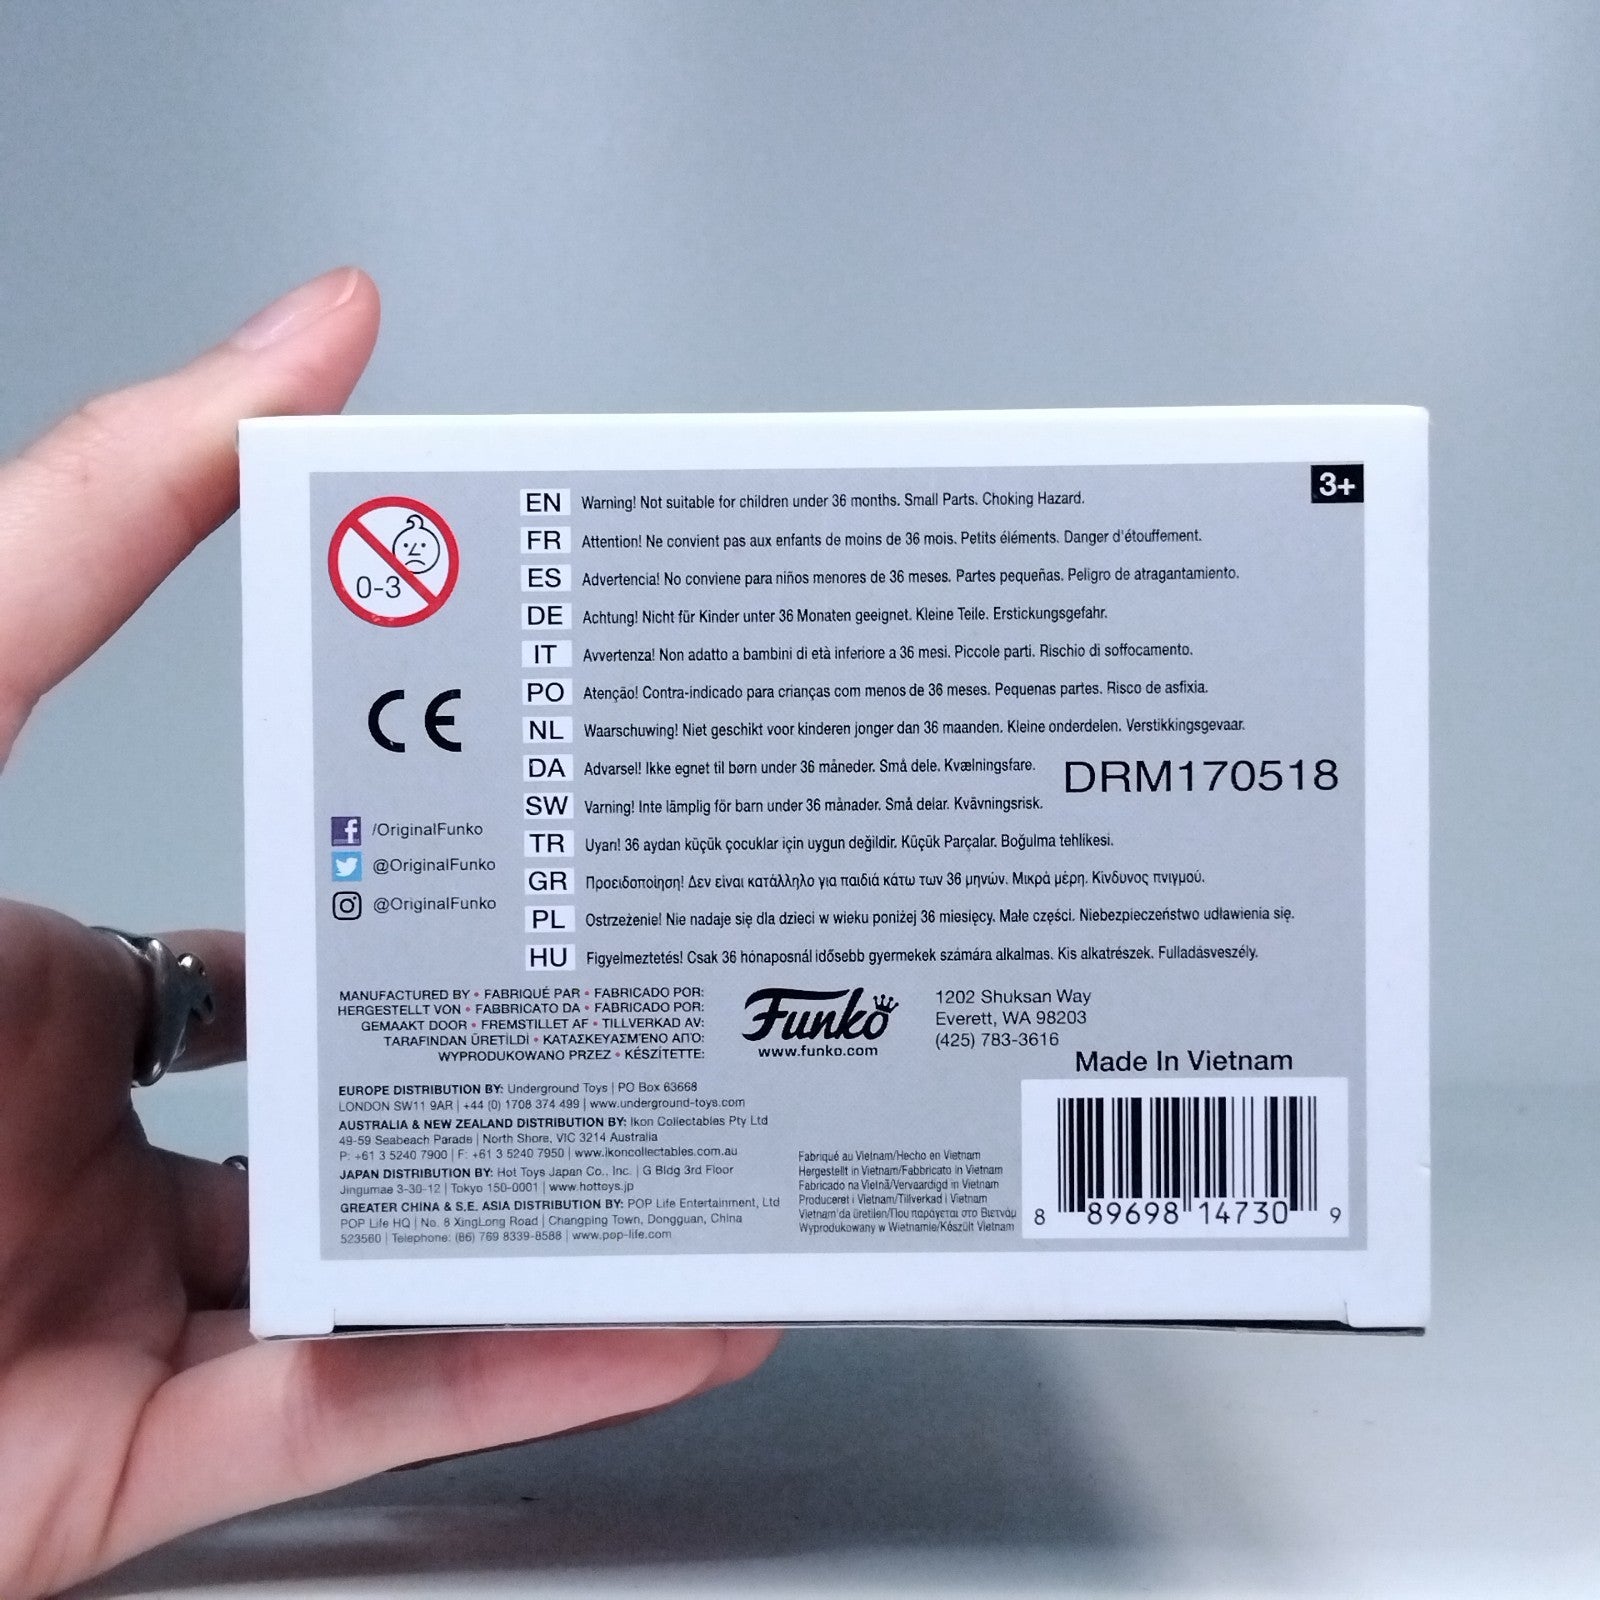 3+
0-3
EN Warning! Not suitable for children under 36 months. Small Parts. Choking Hazard.
FR Attention! Ne convient pas aux enfants de moins de 36 mois. Petits éléments. Danger d'étouffement.
ES Advertencia! No conviene para niños menores de 36 meses. Partes pequeñas. Peligro de atragantamiento.
DE Achtung! Nicht für Kinder unter 36 Monaten geeignet. Kleine Teile. Erstickungsgefahr.
IT Avvertenza! Non adatto a bambini di età inferiore a 36 mesi. Piccole parti. Rischio di soffocamento.
PO Atenção! Contra-indicado para crianças com menos de 36 meses. Pequenas partes. Risco de asfixia.
NL Waarschuwing! Niet geschikt voor kinderen jonger dan 36 maanden. Kleine onderdelen. Verstikkingsgevaar.
DA Advarsel! Ikke egnet til børn under 36 måneder. Små dele. Kvælningsfare.
SW Varning! Inte lämplig för barn under 36 månader. Små delar. Kvävningsrisk.
TR Uyarı! 36 aydan küçük çocuklar için uygun değildir. Küçük Parçalar. Boğulma tehlikesi.
GR Προειδοποίηση! Δεν είναι κατάλληλο για παιδιά κάτω των 36 μηνών. Μικρά μέρη. Κίνδυνος πνιγμού.
PL Ostrzeżenie! Nie nadaje się dla dzieci w wieku poniżej 36 miesięcy. Małe części. Niebezpieczeństwo udławienia się.
HU Figyelmeztetés! Csak 36 hónaposnál idősebb gyermekek számára alkalmas. Kis alkatrészek. Fulladásveszély.
DRM170518
CE
/OriginalFunko
@OriginalFunko
@OriginalFunko
MANUFACTURED BY • FABRIQUÉ PAR • FABRICADO POR:
HERGESTELLT VON • FABBRICATO DA • FABRICADO POR:
GEMAAKT DOOR • FREMSTILLET AF • TILLVERKAD AV:
TARAFINDAN ÜRETİLDİ • ΚΑΤΑΣΚΕΥΑΣΜΈΝΟ ΑΠΌ:
WYPRODUKOWANO PRZEZ • KÉSZÍTETTE:
Funko
www.funko.com
1202 Shuksan Way
Everett, WA 98203
(425) 783-3616
Made In Vietnam
EUROPE DISTRIBUTION BY: Underground Toys | PO Box 63668
LONDON SW11 9AR | +44 (0) 1708 374 499 | www.underground-toys.com
AUSTRALIA & NEW ZEALAND DISTRIBUTION BY: Ikon Collectables Pty Ltd
49-59 Seabeach Parade | North Shore, VIC 3214 Australia
P: +61 3 5240 7900 | F: +61 3 5240 7950 | www.ikoncollectables.com.au
JAPAN DISTRIBUTION BY: Hot Toys Japan Co., Inc. | G Bldg 3rd Floor
Jingumae 3-30-12 | Tokyo 150-0001 | www.hottoys.jp
GREATER CHINA & S.E. ASIA DISTRIBUTION BY: POP Life Entertainment, Ltd
POP Life HQ | No. 8 XingLong Road | Changping Town, Dongguan, China
523560 | Telephone: (86) 769 8339-8588 | www.pop-life.com
Fabriqué au Vietnam/Hecho en Vietnam
Hergestellt in Vietnam/Fabbricato in Vietnam
Fabricado na Vietnã/Vervaardigd in Vietnam
Produceret i Vietnam/Tillverkad i Vietnam
Vietnam'da üretilen/Που παράγεται στο Βιετνάμ
Wyprodukowany w Wietnamie/Készült Vietnam
8 89698 14730 9